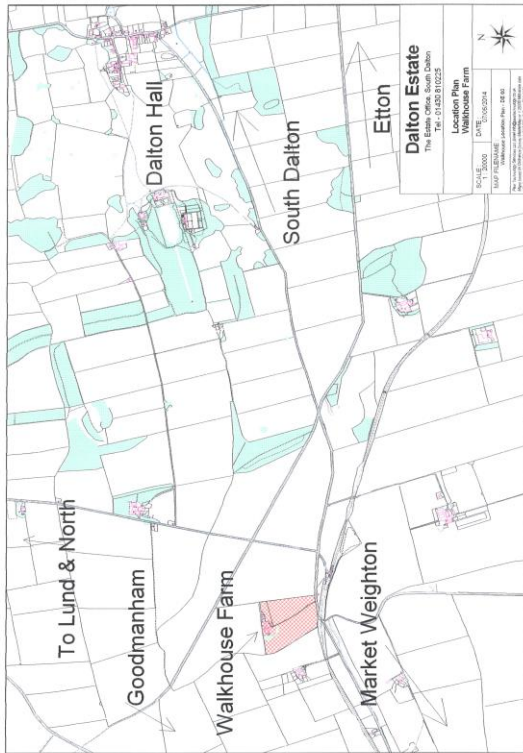 To Lund & North
Goodmanham
Walkhouse Farm
Market Weighton
Dalton Hall
South Dalton
Etton
Dalton Estate
The Estate Office, South Dalton
Tel - 01430 810225
Location Plan
Walkhouse Farm
SCALE
1 : 20000
DATE
MAP FILENAME
N